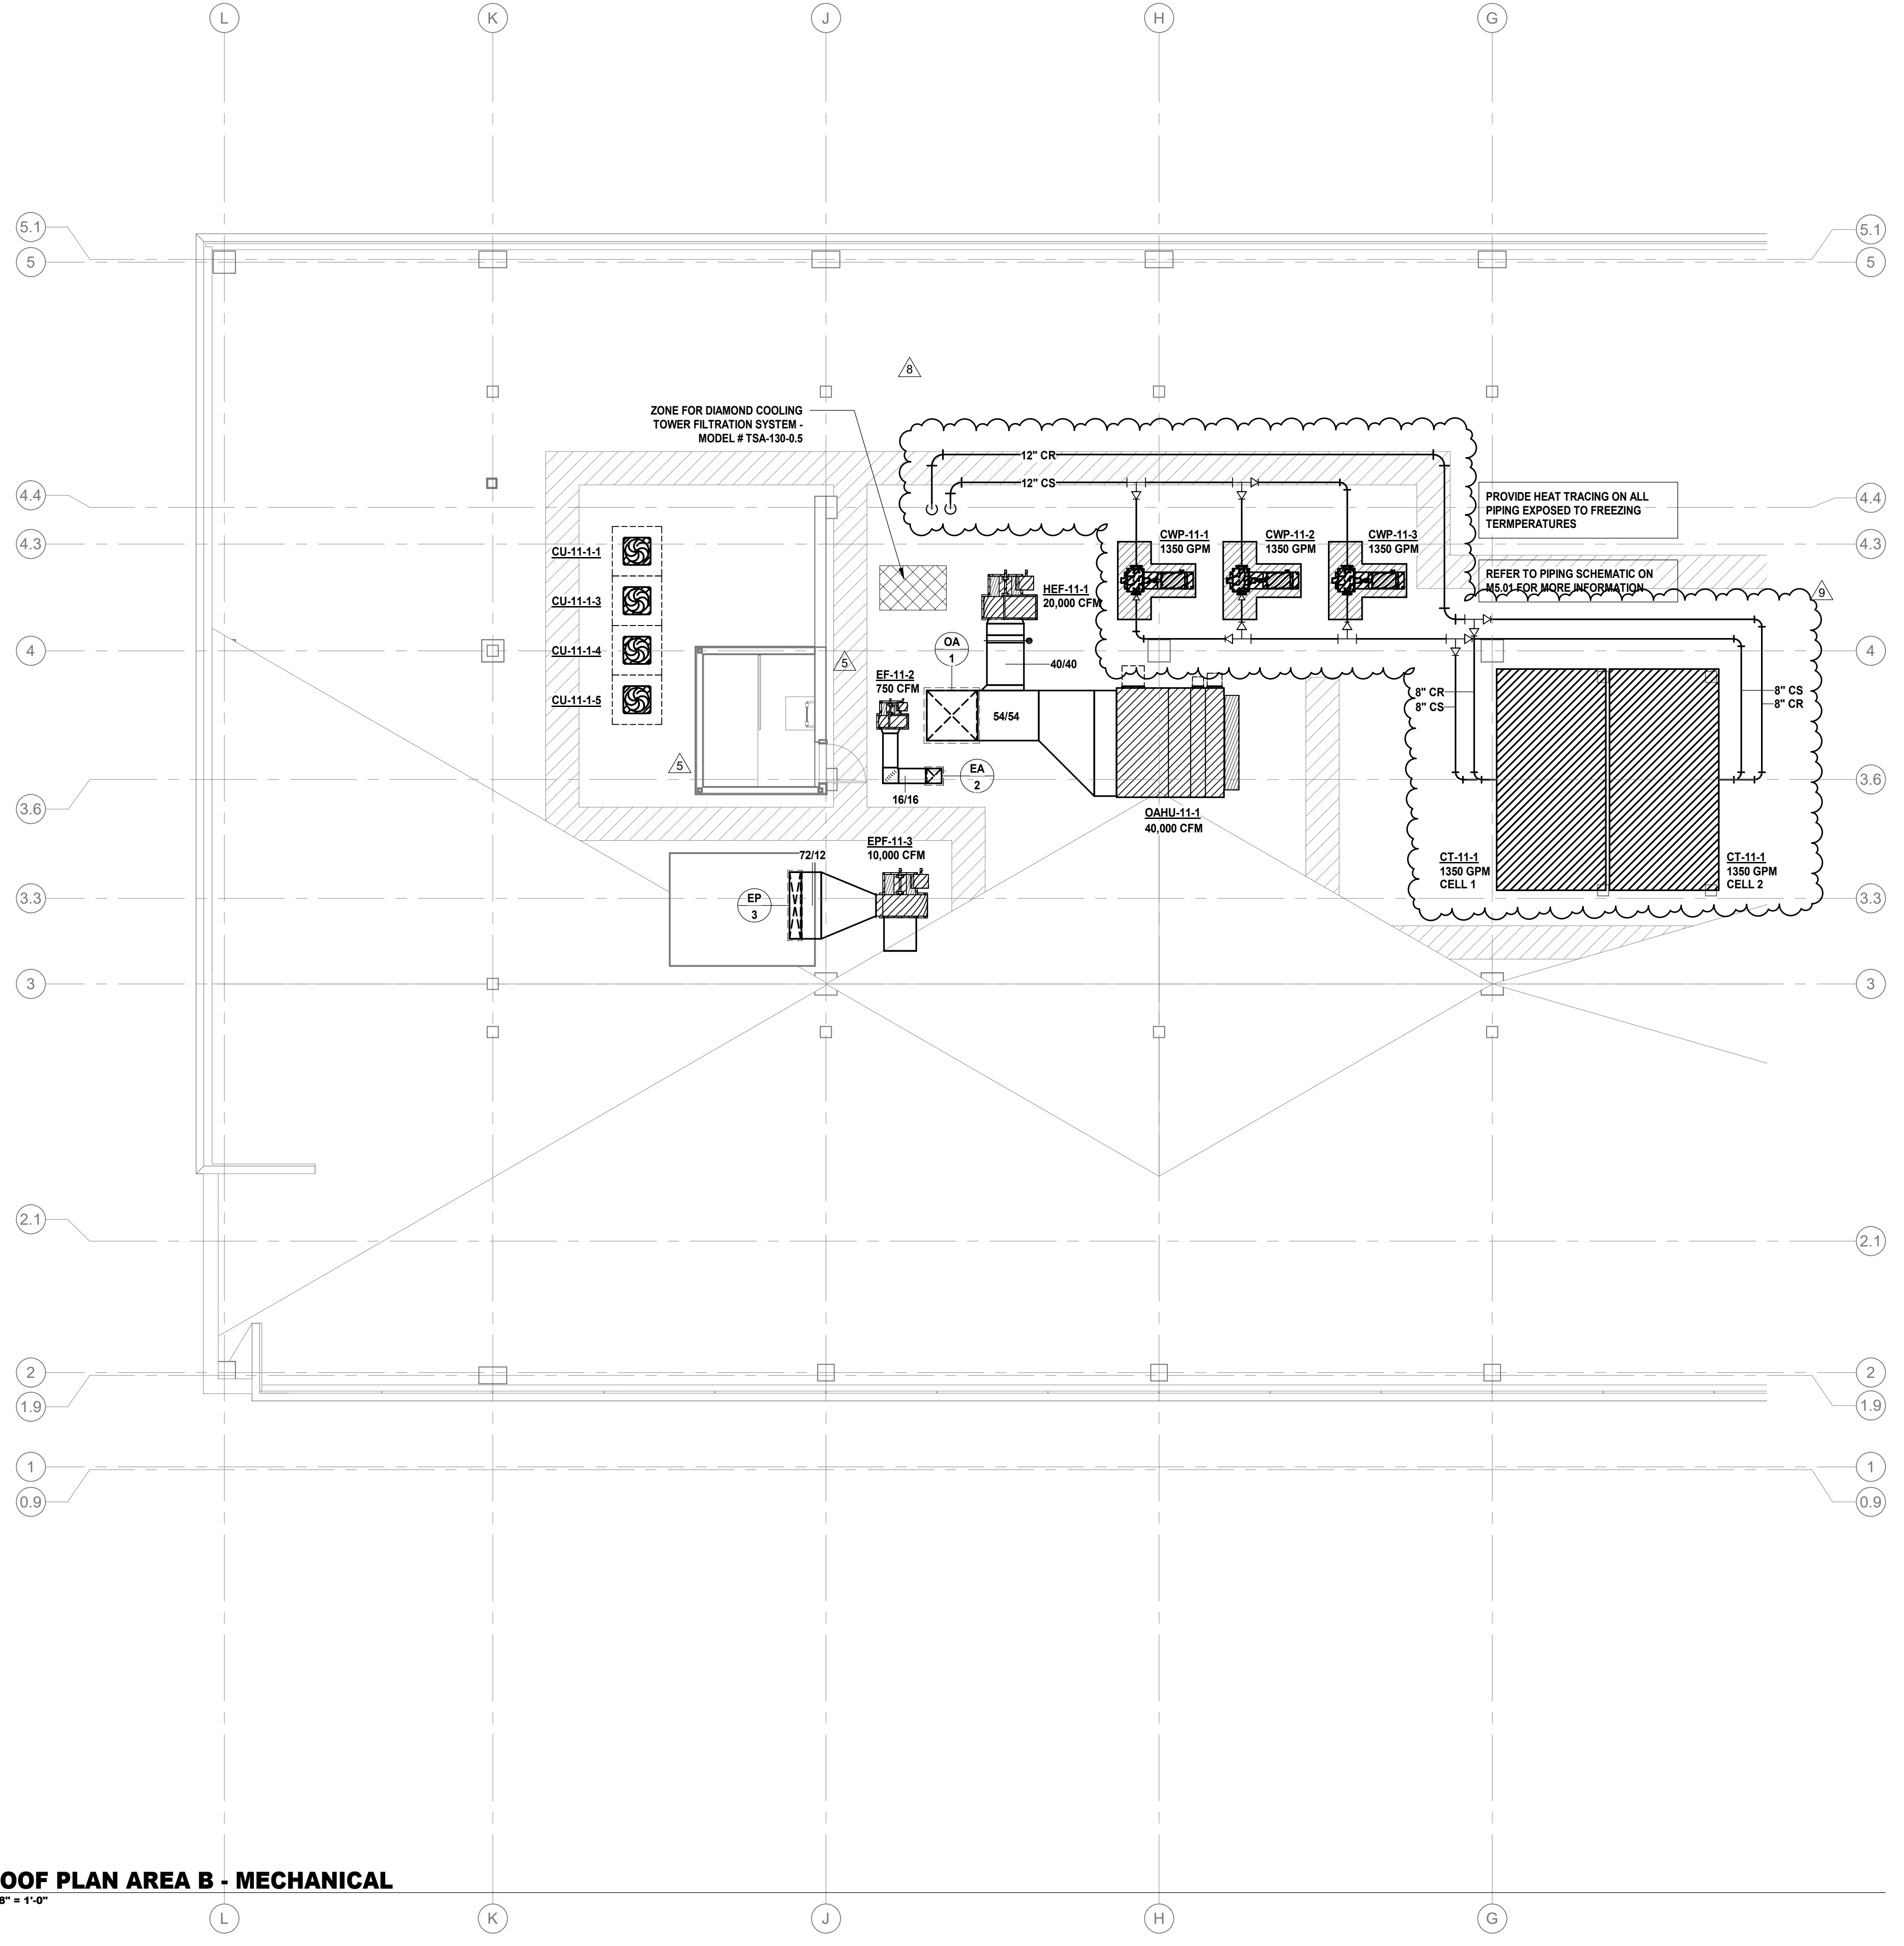 L
K
J
H
G
5.1
5.1
5
5
8
ZONE FOR DIAMOND COOLING
TOWER FILTRATION SYSTEM -
MODEL # TSA-130-0.5
12" CR
12" CS
4.4
4.4
PROVIDE HEAT TRACING ON ALL
PIPING EXPOSED TO FREEZING
TERMPERATURES
4.3
4.3
CWP-11-1
1350 GPM
CWP-11-2
1350 GPM
CWP-11-3
1350 GPM
CU-11-1-1
CU-11-1-3
CU-11-1-4
CU-11-1-5
REFER TO PIPING SCHEMATIC ON
M5.01 FOR MORE INFORMATION
9
HEF-11-1
20,000 CFM
OA
1
4
4
5
40/40
EF-11-2
750 CFM
8" CR
8" CS
8" CS
8" CR
54/54
5
EA
2
3.6
3.6
16/16
OAHU-11-1
40,000 CFM
72/12
EPF-11-3
10,000 CFM
CT-11-1
1350 GPM
CELL 1
CT-11-1
1350 GPM
CELL 2
EP
3
3.3
3.3
3
3
2.1
2.1
2
2
1.9
1.9
1
1
0.9
0.9
OOF PLAN AREA B - MECHANICAL
8" = 1'-0"
L
K
J
H
G